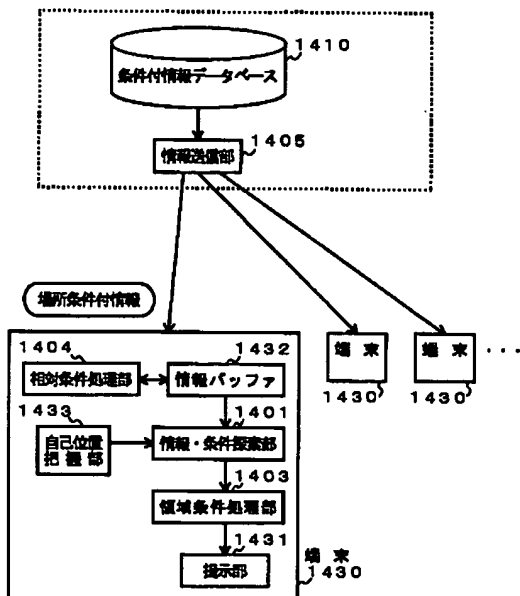 1410
条件付情報データベース
1405
情報送信部
場所条件付情報
1404
1432
相対条件処理部
情報バッファ
1433
1401
自己位置
把握部
情報・条件探索部
1403
領域条件処理部
1431
提示部
端末
1430
端末
1430
端末
1430
・・・